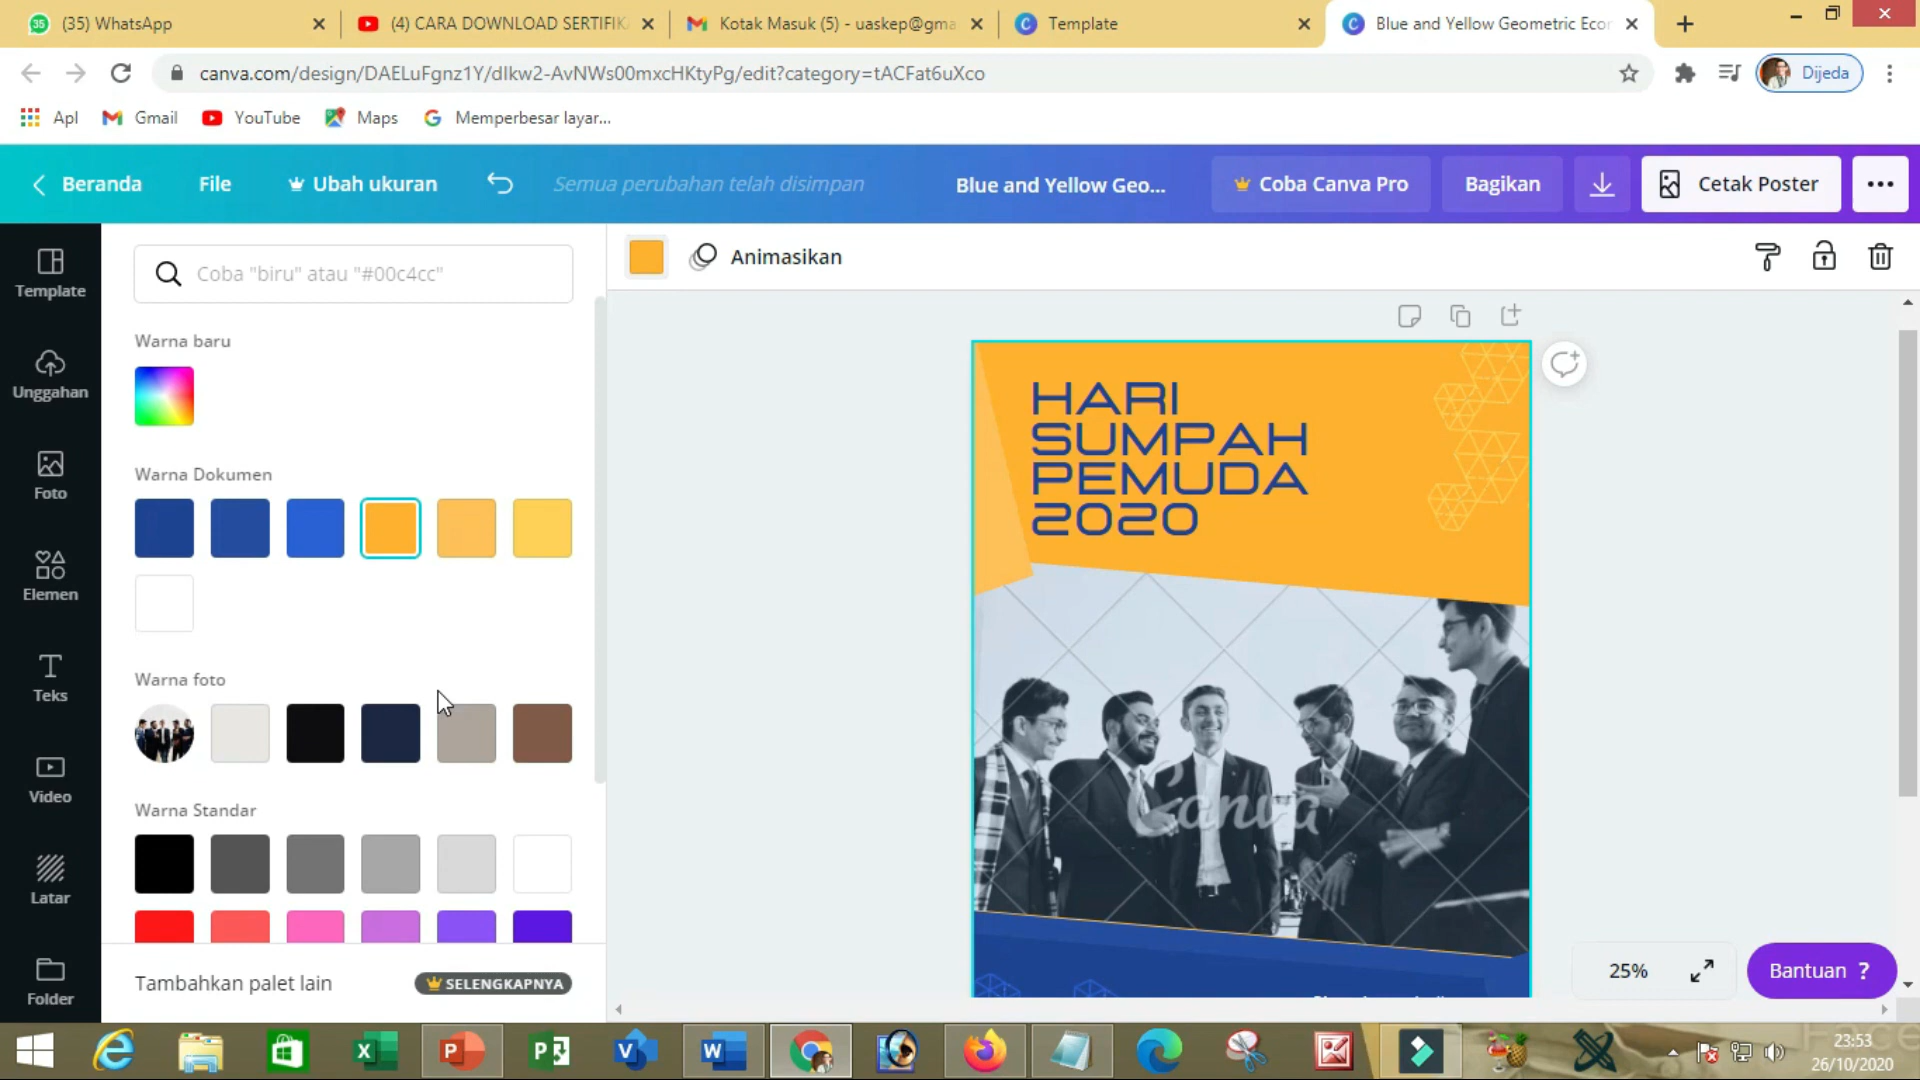 (35) WhatsApp
(4) CARA DOWNLOAD SERTIFIK
Kotak Masuk (5) - uaskep@gma
Template
Blue and Yellow Geometric Ecor
canva.com/design/DAELuFgnz1Y/dIkw2-AvNWs00mxcHKtyPg/edit?category=tACFat6uXco
Dijeda
Apl
Gmail
YouTube
Maps
Memperbesar layar...
Beranda
File
Ubah ukuran
Semua perubahan telah disimpan
Blue and Yellow Geo...
Coba Canva Pro
Bagikan
Cetak Poster
Template
Unggahan
Foto
Elemen
Teks
Video
Latar
Folder
Coba "biru" atau "#00c4cc"
Warna baru
Warna Dokumen
Warna foto
Warna Standar
Tambahkan palet lain
SELENGKAPNYA
Animasikan
HARI
SUMPAH
PEMUDA
2020
Canva
25%
Bantuan ?
23:53
26/10/2020